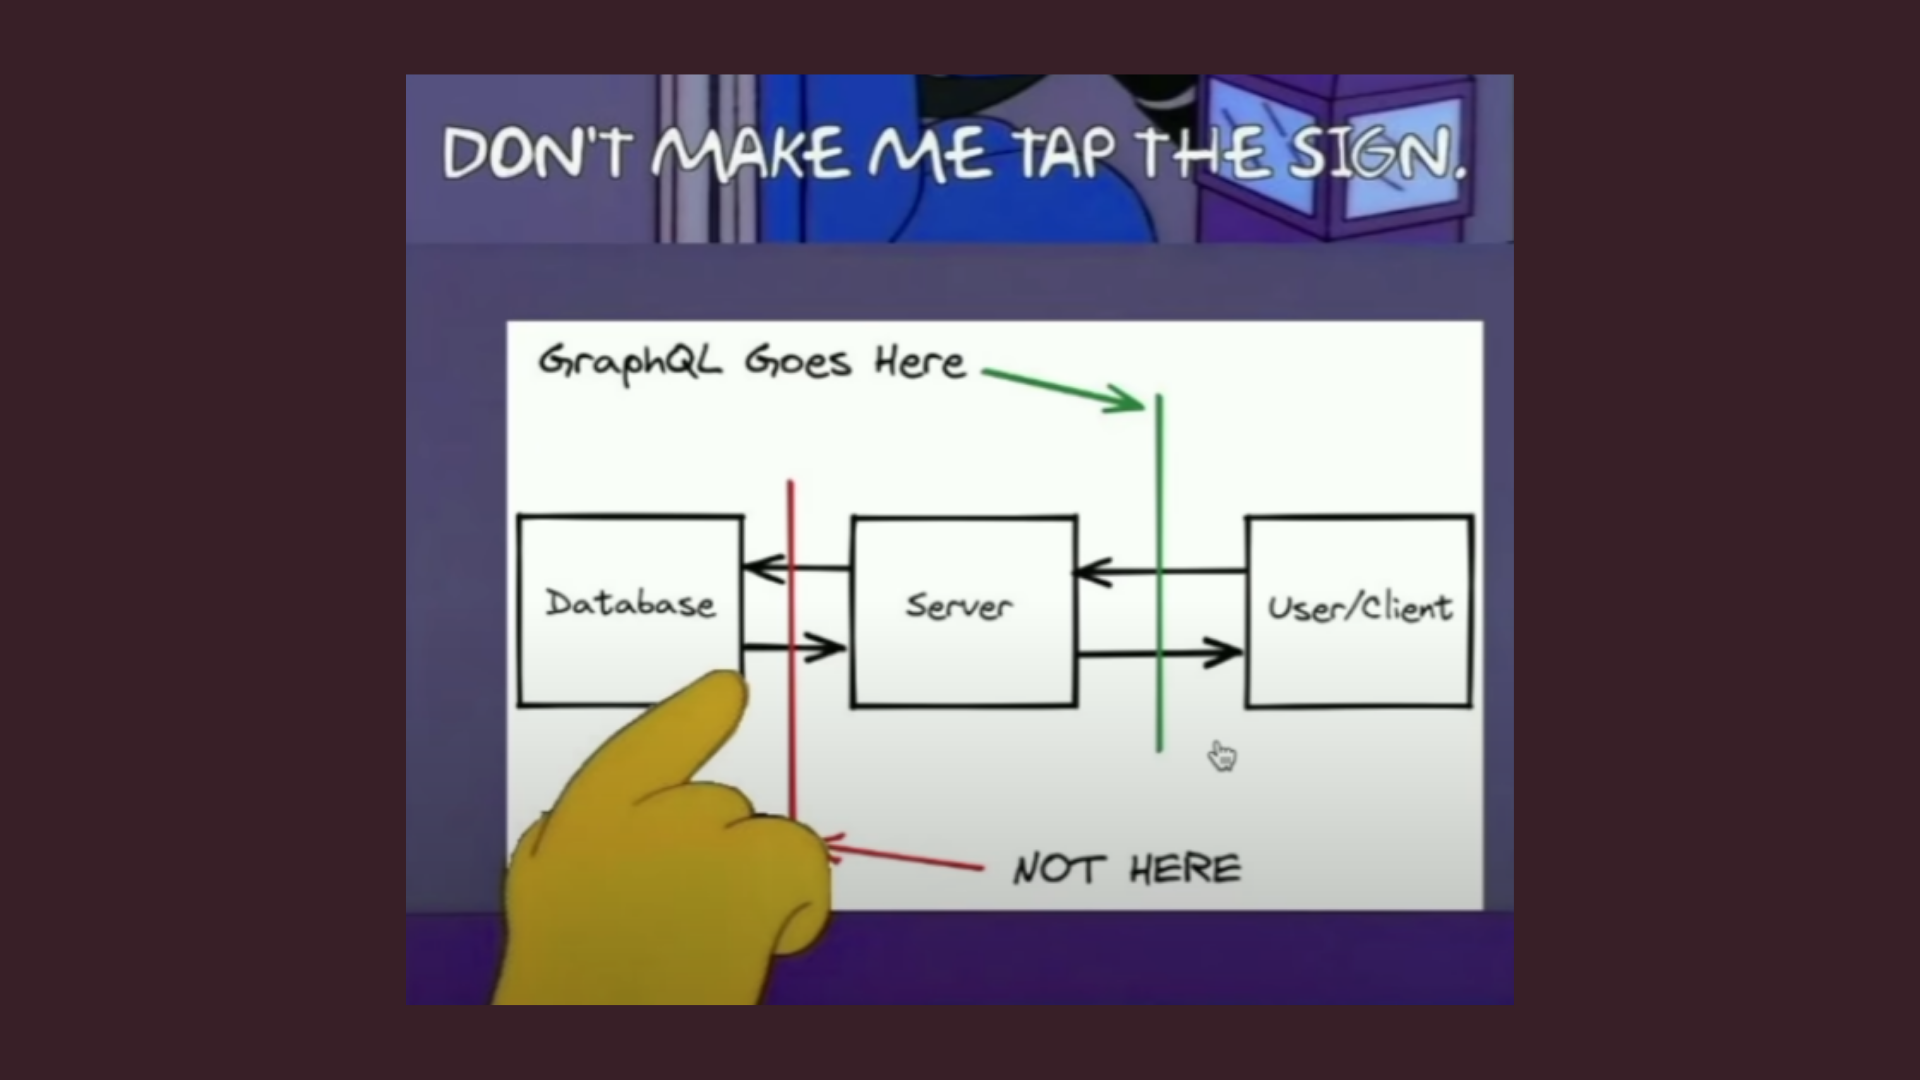 DON'T MAKE ME TAP THE SIGN.
GraphQL Goes Here
Database
Server
User/Client
NOT HERE